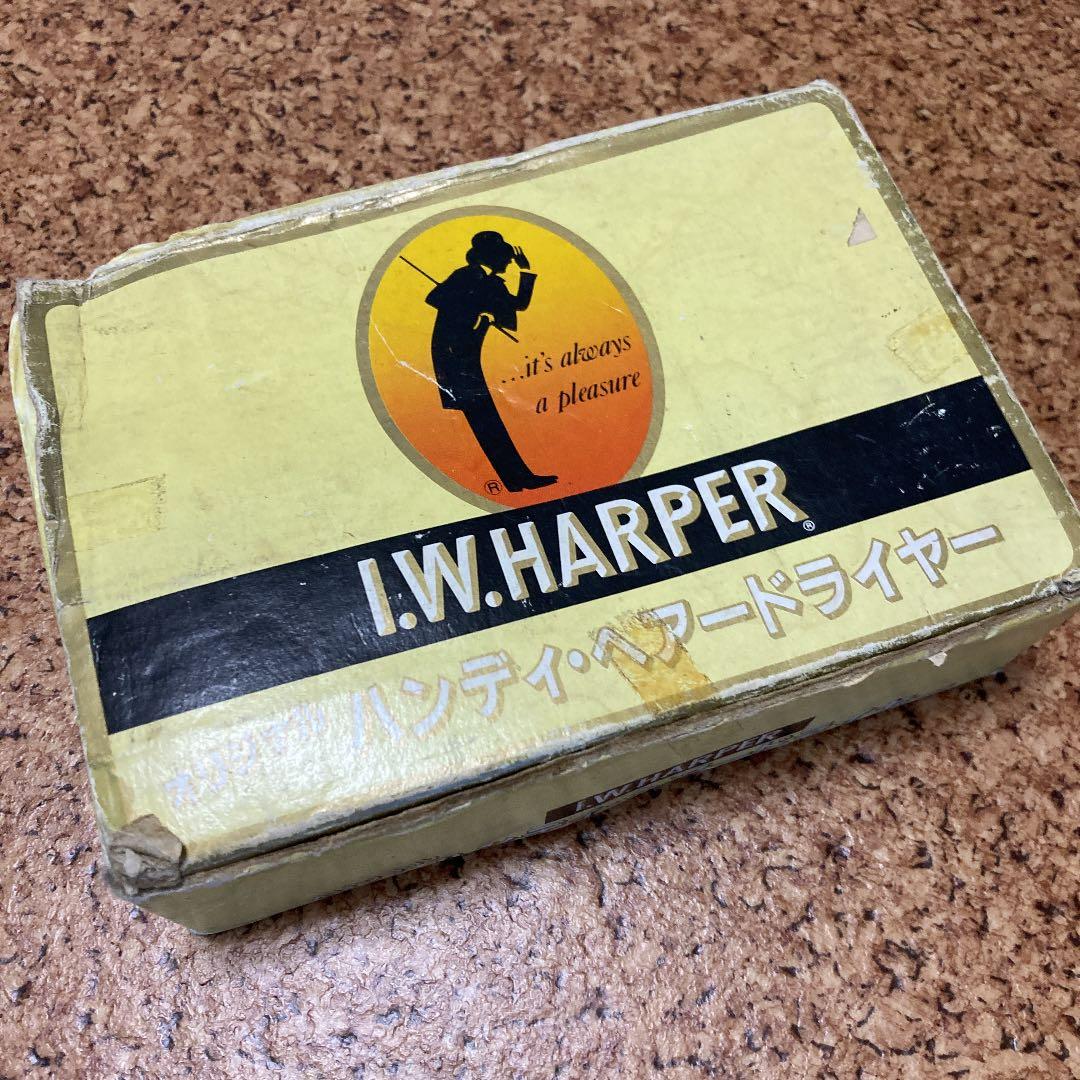 ...it's always
a pleasure
®
I.W.HARPER®
オリジナル ハンディ・ヘアードライヤー
I.W.HARPER